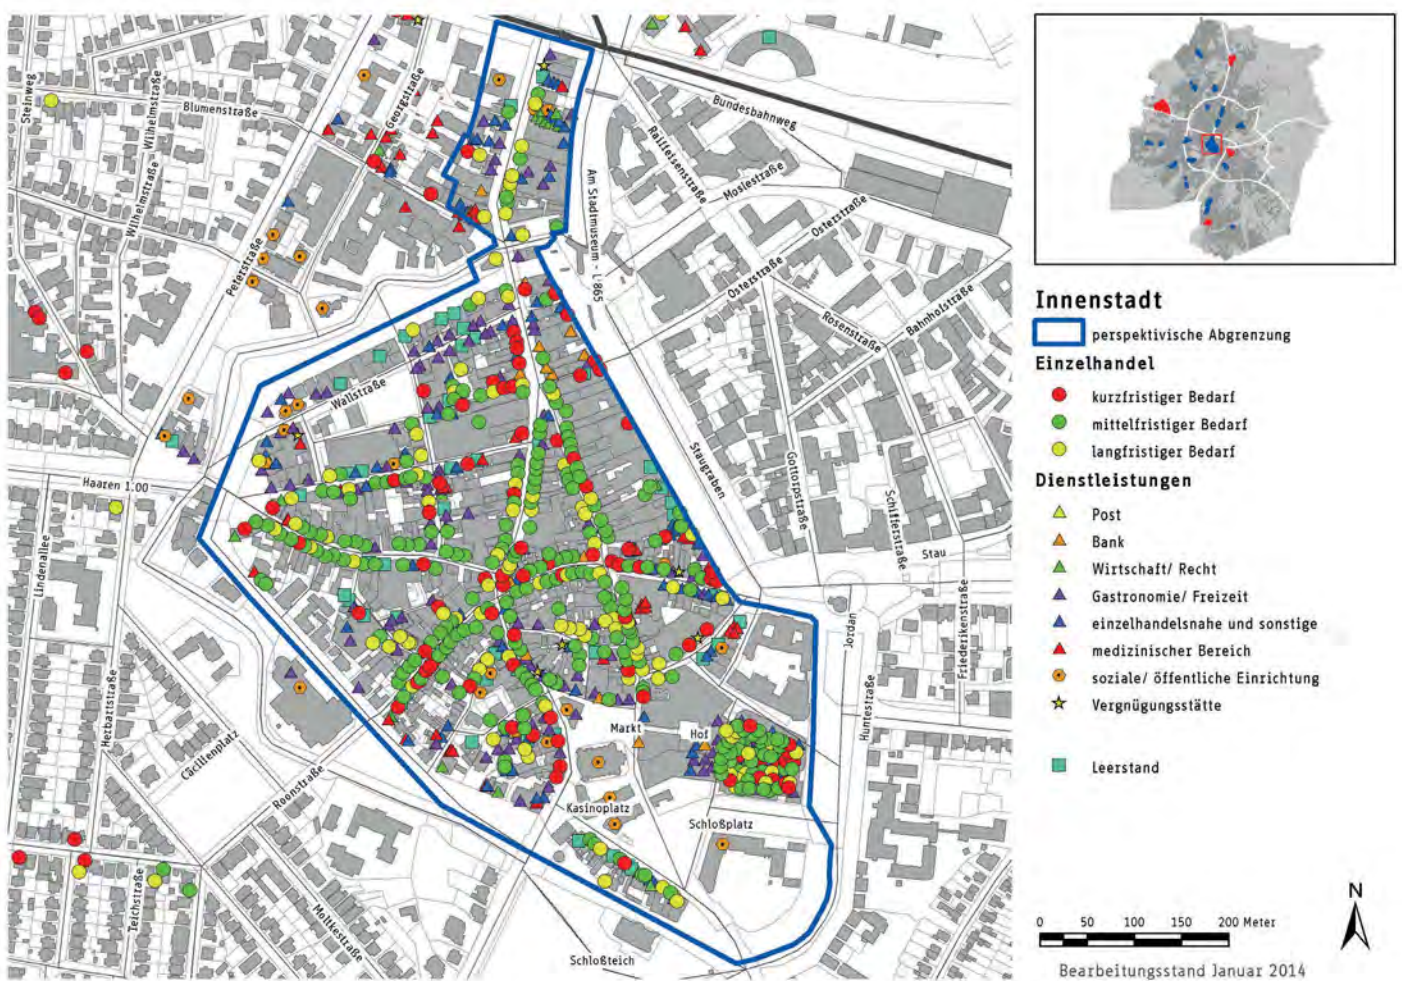 Steinweg
Blumenstraße
Wilhelmstraße
Wilhelmstraße
Georgstraße
Peterstraße
Bundesbahnweg
Raiffeisenstraße
Moslestraße
Am Stadtmuseum - L 865
Osterstraße
Osterstraße
Rosenstraße
Bahnhofstraße
Wallstraße
Staugraben
Gottorpstraße
Schifferstraße
Stau
Haaren 1.00
Lindenallee
Herbartstraße
Cäcilienplatz
Roonstraße
Teichstraße
Moltkestraße
Markt
Hof
Kasinoplatz
Schloßplatz
Schloßteich
Jordan
Huntestraße
Friederikenstraße
Innenstadt
perspektivische Abgrenzung
Einzelhandel
kurzfristiger Bedarf
mittelfristiger Bedarf
langfristiger Bedarf
Dienstleistungen
Post
Bank
Wirtschaft/ Recht
Gastronomie/ Freizeit
einzelhandelsnahe und sonstige
medizinischer Bereich
soziale/ öffentliche Einrichtung
Vergnügungsstätte
Leerstand
N
0 50 100 150 200 Meter
Bearbeitungsstand Januar 2014